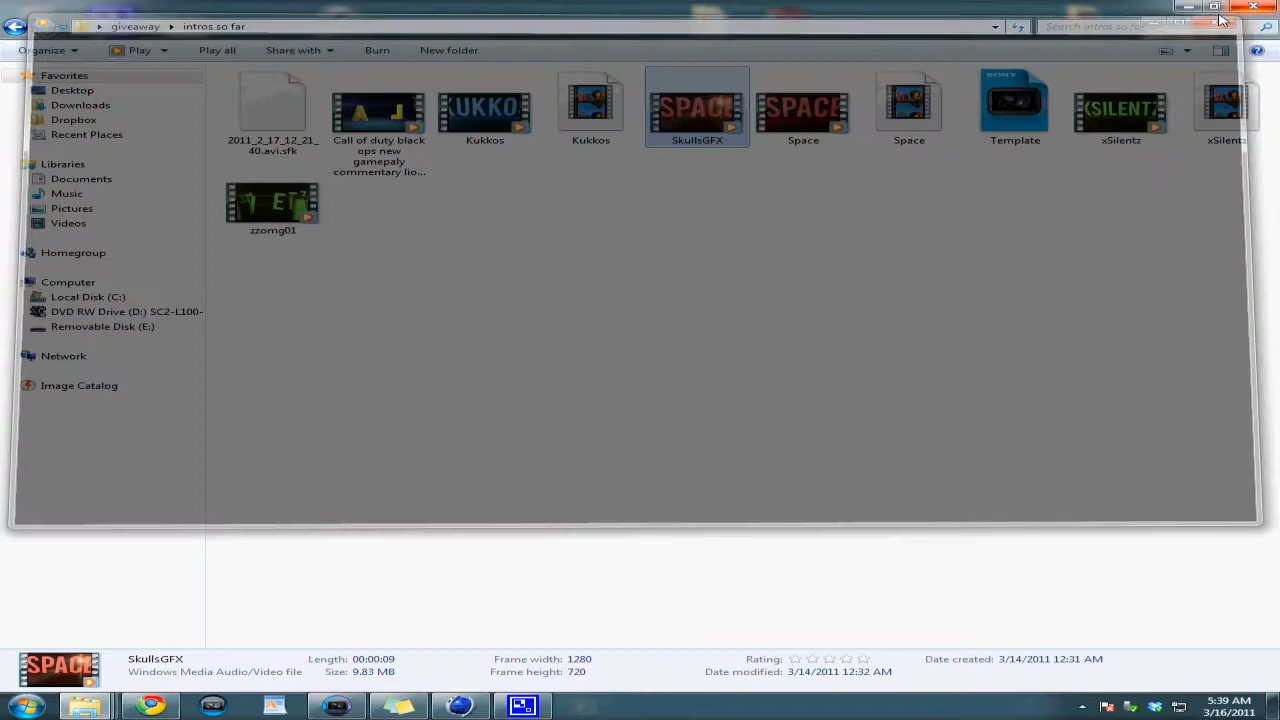 giveaway intros so far Search intros so far
Organize Play Play all Share with Burn New folder
Favorites
Desktop
Downloads
Dropbox
Recent Places
Libraries
Documents
Music
Pictures
Videos
Homegroup
Computer
Local Disk (C:)
DVD RW Drive (D:) SC2-L100-
Removable Disk (E:)
Network
Image Catalog
2011_2_17_12_21_
40.avi.sfk
A J
Call of duty black
ops new
gamepaly
commentary lio...
KUKKO
Kukkos
Kukkos
SPACE
SkullsGFX
SPACE
Space
Space
SONY
Template
XSILENTZ
xSilentz
xSilentz
ET
zzomg01
SPACE
SkullsGFX
Windows Media Audio/Video file
Length: 00:00:09
Size: 9.83 MB
Frame width: 1280
Frame height: 720
Rating:
Date modified: 3/14/2011 12:32 AM
Date created: 3/14/2011 12:31 AM
5:39 AM
3/16/2011